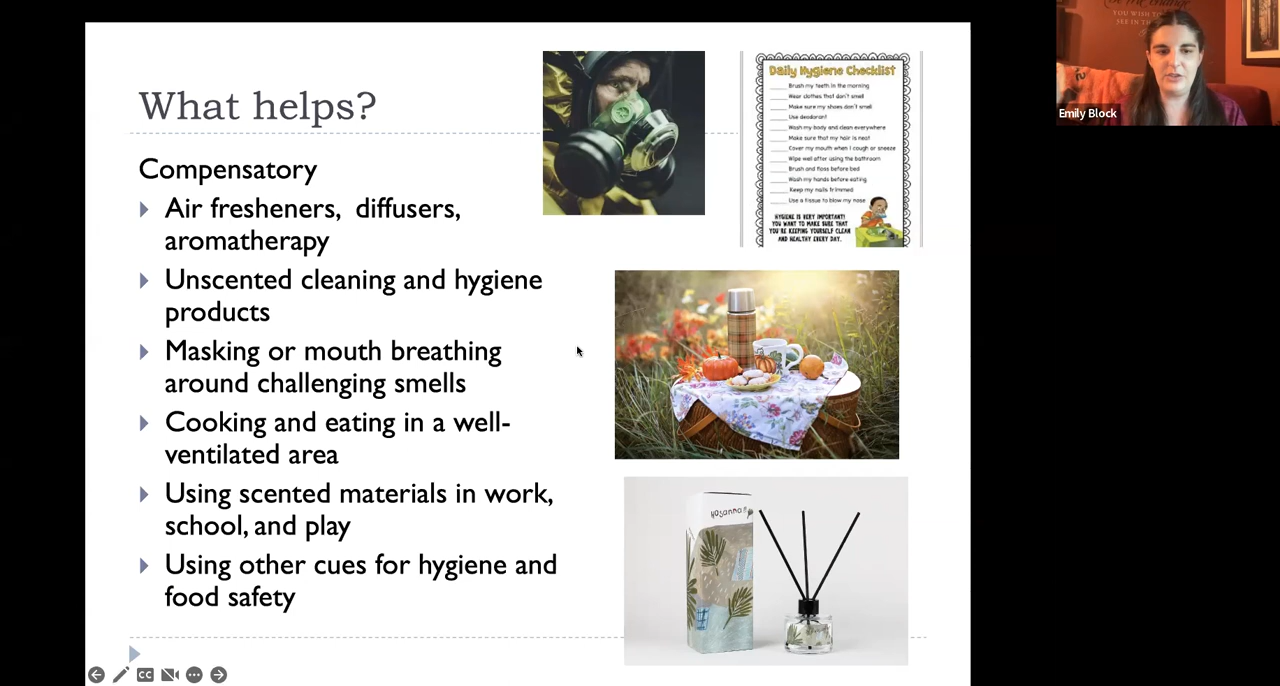 What helps?
Compensatory
Air fresheners, diffusers,
aromatherapy
Unscented cleaning and hygiene
products
Masking or mouth breathing
around challenging smells
Cooking and eating in a well-
ventilated area
Using scented materials in work,
school, and play
Using other cues for hygiene and
food safety
Daily Hygiene Checklist
Brush my teeth in the morning
Wear clothes that don't smell
Make sure my shoes don't smell
Use deodorant
Wash my body and clean everywhere
Make sure that my hair is neat
Cover my mouth when I cough or sneeze
Wipe well after using the bathroom
Brush and floss before bed
Wash my hands before eating
Keep my nails trimmed
Use a tissue to blow my nose
HYGIENE IS VERY IMPORTANT!
YOU WANT TO MAKE SURE THAT
YOU'RE KEEPING YOURSELF CLEAN
AND HEALTHY EVERY DAY.
CC
YOU WISH TO
SEE IN
Emily Block